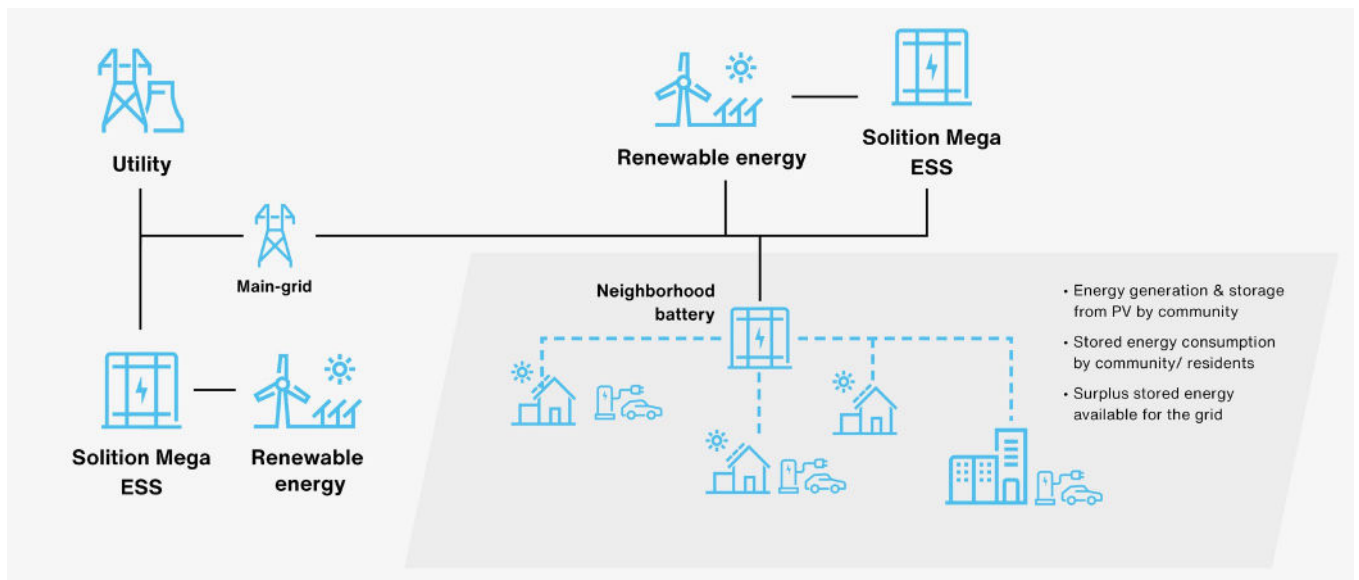 Utility
Renewable energy
Solition Mega
ESS
Main-grid
Neighborhood
battery
• Energy generation & storage
from PV by community
• Stored energy consumption
by community/ residents
• Surplus stored energy
available for the grid
Solition Mega
ESS
Renewable
energy